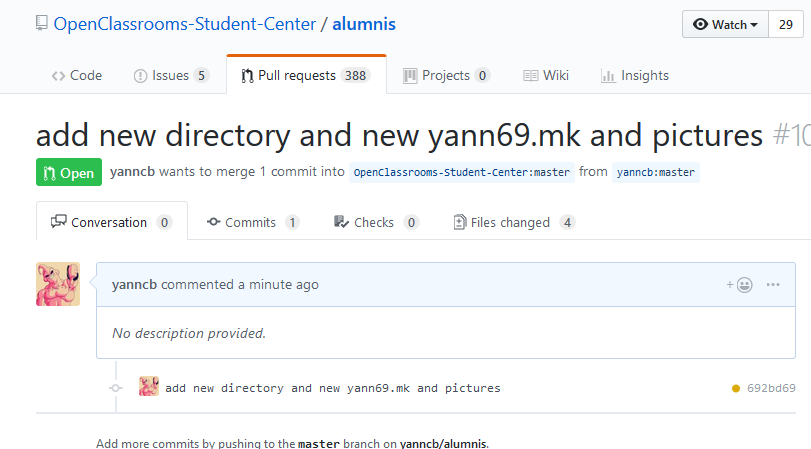 OpenClassrooms-Student-Center / alumnis Watch 29
Code Issues 5 Pull requests 388 Projects 0 Wiki Insights
add new directory and new yann69.mk and pictures #10
Open yanncb wants to merge 1 commit into OpenClassrooms-Student-Center:master from yanncb:master
Conversation 0 Commits 1 Checks 0 Files changed 4
yanncb commented a minute ago
No description provided.
add new directory and new yann69.mk and pictures 692bd69
Add more commits by pushing to the master branch on yanncb/alumnis.